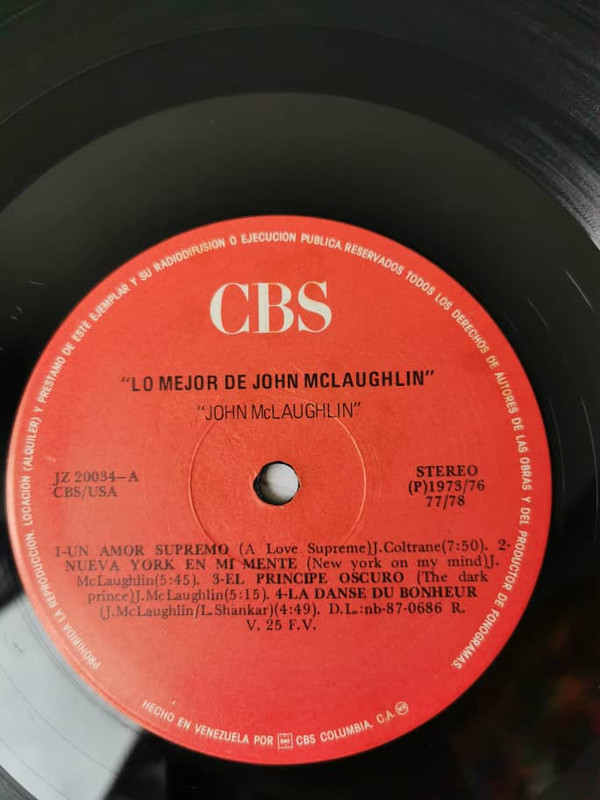 PROHIBIDA LA REPRODUCCION, LOCACION (ALQUILER) Y PRESTAMO DE ESTE EJEMPLAR Y SU RADIODIFUSION O EJECUCION PUBLICA. RESERVADOS TODOS LOS DERECHOS DE AUTORES DE LAS OBRAS Y DEL PRODUCTOR DE FONOGRAMAS.
CBS
"LO MEJOR DE JOHN MCLAUGHLIN"
"JOHN McLAUGHLIN"
JZ 20034-A
CBS/USA
STEREO
(P)1973/76
77/78
1-UN AMOR SUPREMO (A Love Supreme)J.Coltrane(7:50). 2-
NUEVA YORK EN MI MENTE (New york on my mind)J.
McLaughlin(5:45). 3-EL PRINCIPE OSCURO (The dark
prince)J.McLaughlin(5:15). 4-LA DANSE DU BONHEUR
(J.McLaughlin/L.Shankar)(4:49). D.L.:nb-87-0686 R.
V. 25 F.V.
HECHO EN VENEZUELA POR CBS COLUMBIA, C.A.